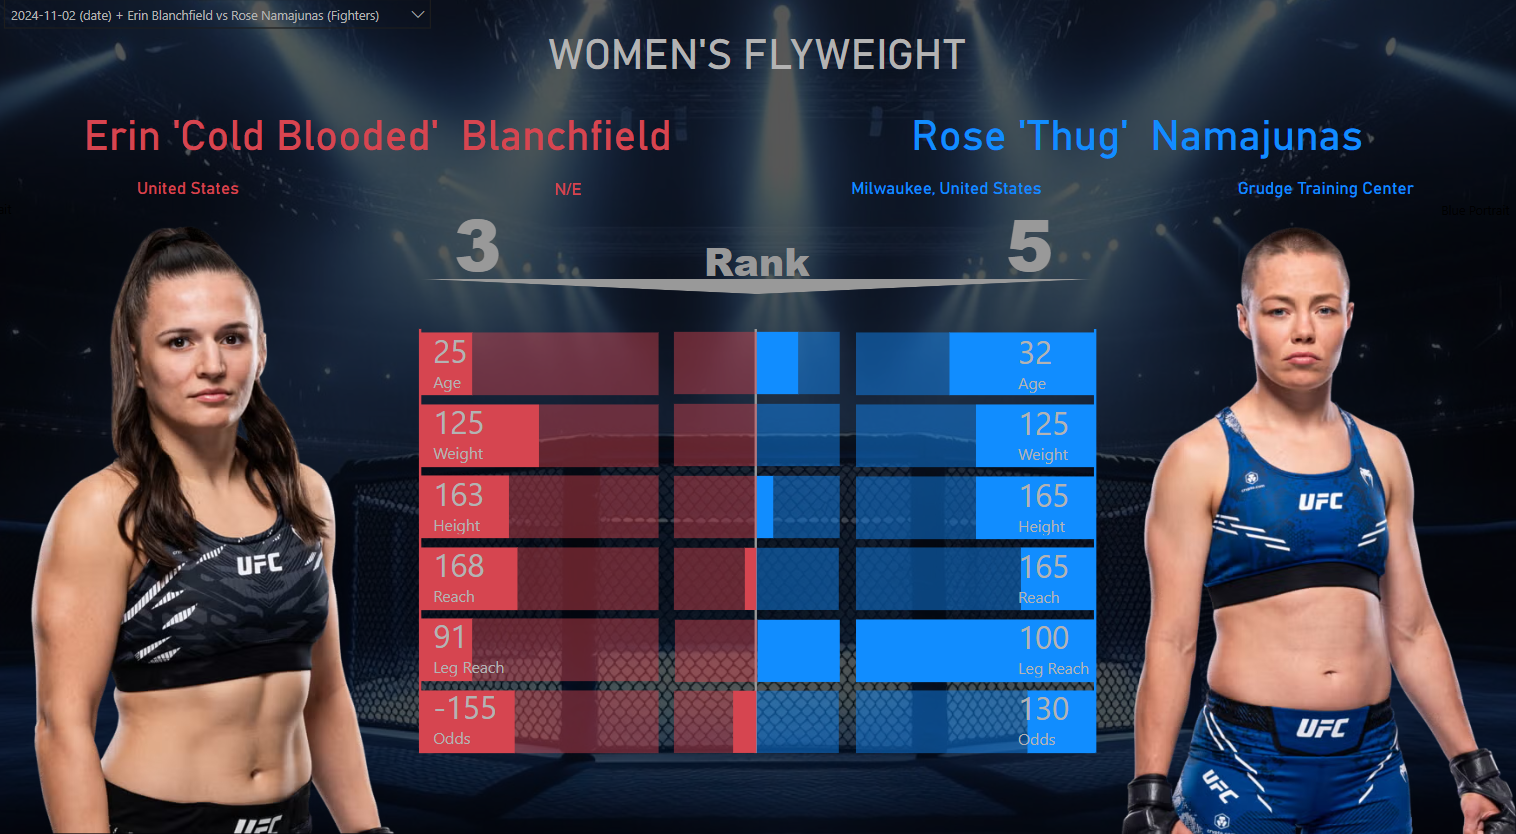 2024-11-02 (date) + Erin Blanchfield vs Rose Namajunas (Fighters)
WOMEN'S FLYWEIGHT
Erin 'Cold Blooded' Blanchfield
Rose 'Thug' Namajunas
United States
N/E
Milwaukee, United States
Grudge Training Center
Blue Portrait
3
Rank
5
25
Age
32
Age
125
Weight
125
Weight
163
Height
165
Height
168
Reach
165
Reach
91
Leg Reach
100
Leg Reach
-155
Odds
130
Odds
UFC
UFC
UFC
UFC
UFC